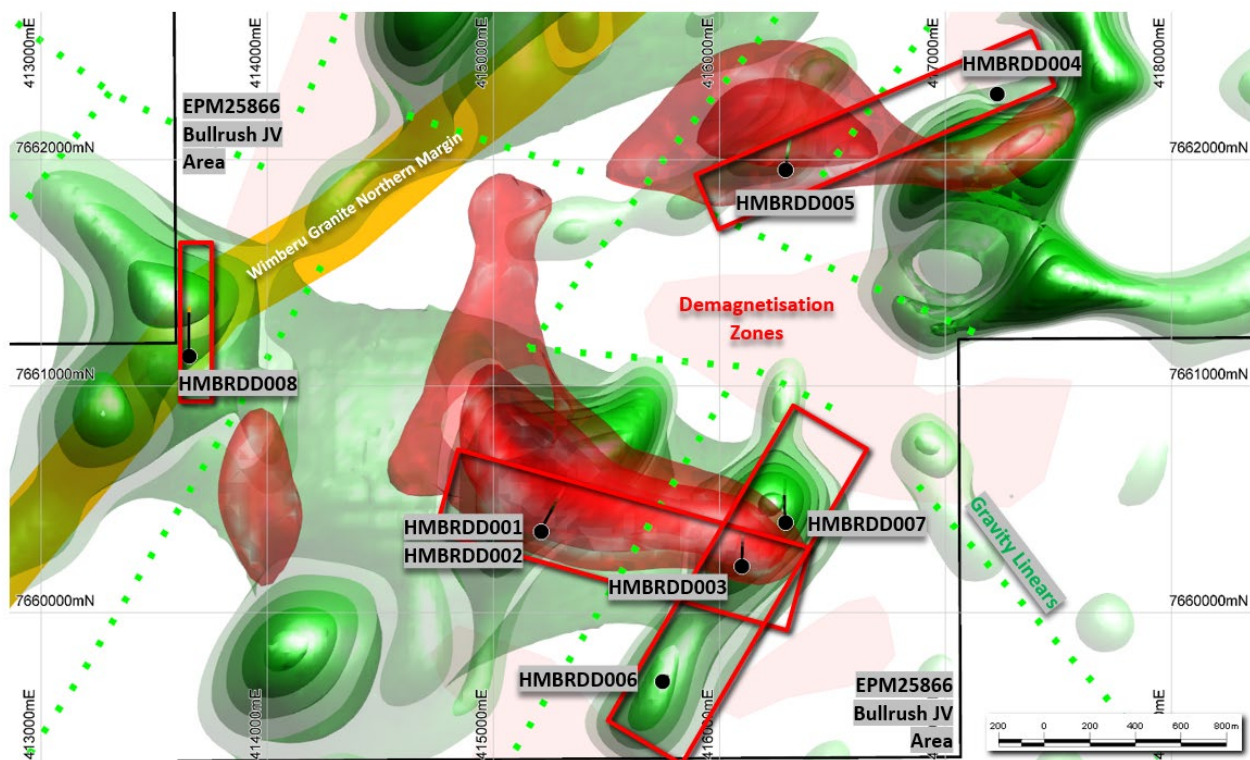 413000mE
414000mE
415000mE
416000mE
417000mE
418000mE
HMBRDD004
EPM25866
Bullrush JV
Area
Wimberu Granite Northern Margin
7662000mN
7662000mN
HMBRDD005
Demagnetisation
Zones
7661000mN
7661000mN
HMBRDD008
HMBRDD001
HMBRDD002
HMBRDD007
HMBRDD003
Gravity Linears
7660000mN
7660000mN
HMBRDD006
EPM25866
Bullrush JV
Area
413000mE
414000mE
415000mE
416000mE
200 0 200 400 600 800m